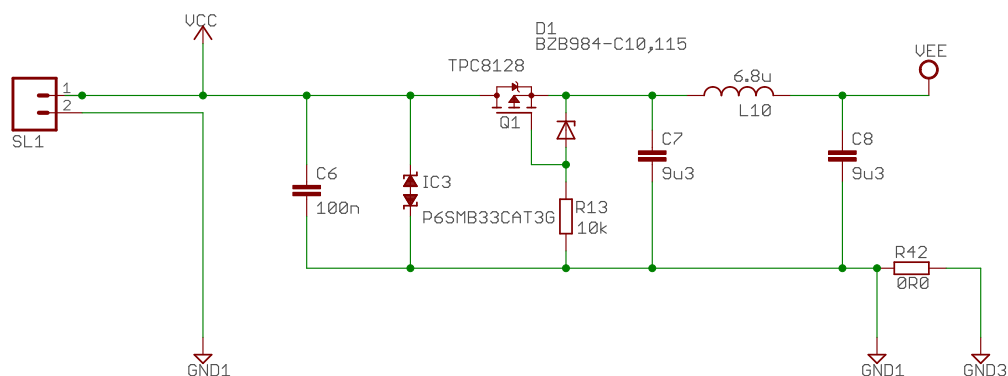 VCC
D1
BZB984-C10,115
VEE
TPC8128
6.8u
1
2
L10
Q1
SL1
C7
C8
C6
IC3
9u3
9u3
100n
P6SMB33CAT3G
R13
10k
R42
0R0
GND1
GND1
GND3